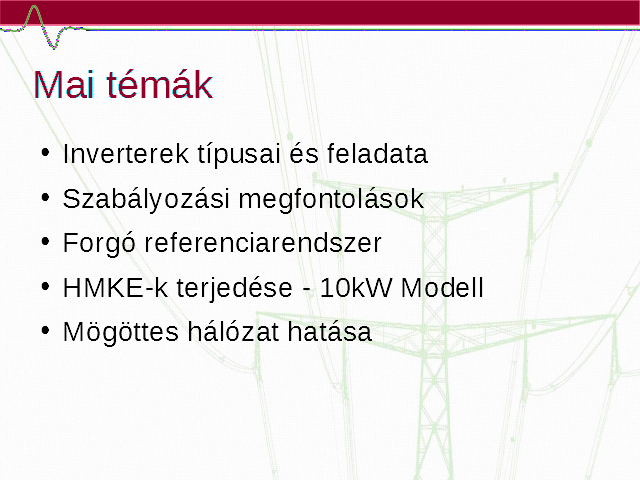 Mai témák
• Inverterek típusai és feladata
• Szabályozási megfontolások
• Forgó referenciarendszer
• HMKE-k terjedése - 10kW Modell
• Mögöttes hálózat hatása